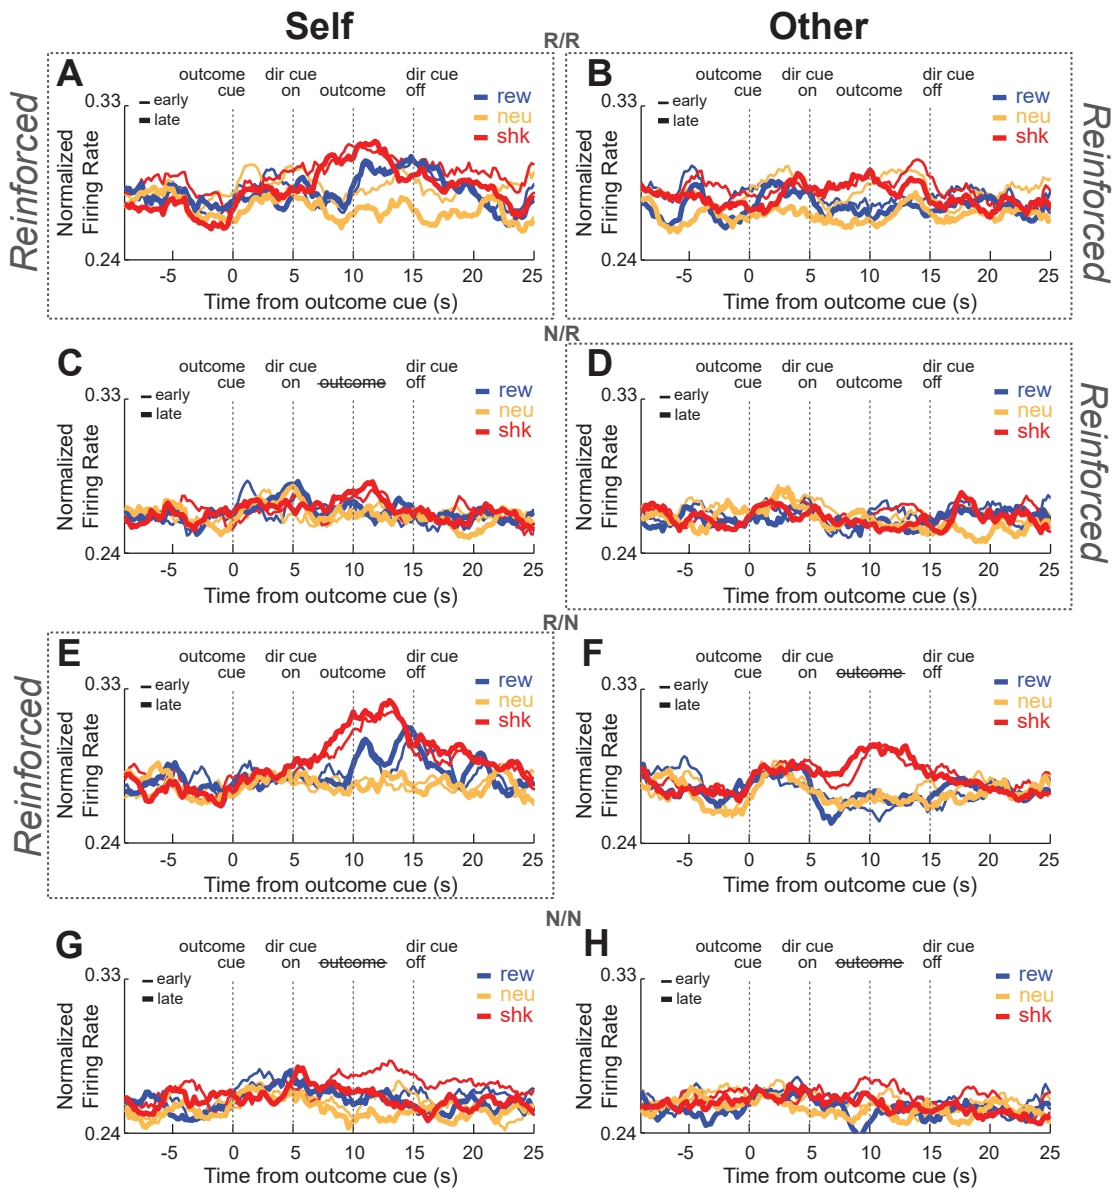 Self
Other
R/R
Reinforced
A
outcome cue
dir cue on
outcome
dir cue off
early
late
rew
neu
shk
0.33
0.24
Normalized Firing Rate
-5 0 5 10 15 20 25
Time from outcome cue (s)
B
outcome cue
dir cue on
outcome
dir cue off
early
late
rew
neu
shk
0.33
0.24
Normalized Firing Rate
-5 0 5 10 15 20 25
Time from outcome cue (s)
Reinforced
N/R
C
outcome cue
dir cue on
outcome
dir cue off
early
late
rew
neu
shk
0.33
0.24
Normalized Firing Rate
-5 0 5 10 15 20 25
Time from outcome cue (s)
D
outcome cue
dir cue on
outcome
dir cue off
early
late
rew
neu
shk
0.33
0.24
Normalized Firing Rate
-5 0 5 10 15 20 25
Time from outcome cue (s)
Reinforced
R/N
Reinforced
E
outcome cue
dir cue on
outcome
dir cue off
early
late
rew
neu
shk
0.33
0.24
Normalized Firing Rate
-5 0 5 10 15 20 25
Time from outcome cue (s)
F
outcome cue
dir cue on
outcome
dir cue off
early
late
rew
neu
shk
0.33
0.24
Normalized Firing Rate
-5 0 5 10 15 20 25
Time from outcome cue (s)
N/N
G
outcome cue
dir cue on
outcome
dir cue off
early
late
rew
neu
shk
0.33
0.24
Normalized Firing Rate
-5 0 5 10 15 20 25
Time from outcome cue (s)
H
outcome cue
dir cue on
outcome
dir cue off
early
late
rew
neu
shk
0.33
0.24
Normalized Firing Rate
-5 0 5 10 15 20 25
Time from outcome cue (s)